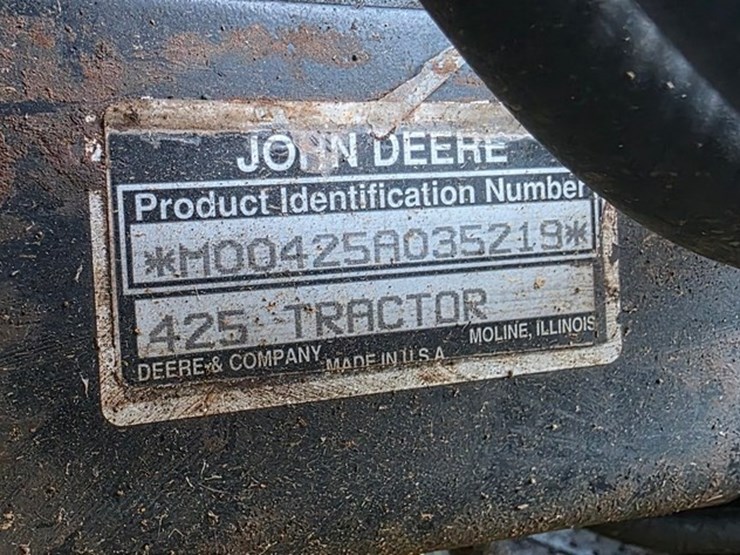 JOHN DEERE
Product Identification Number
*M00425A035219*
425 TRACTOR
DEERE & COMPANY MADE IN U.S.A. MOLINE, ILLINOIS